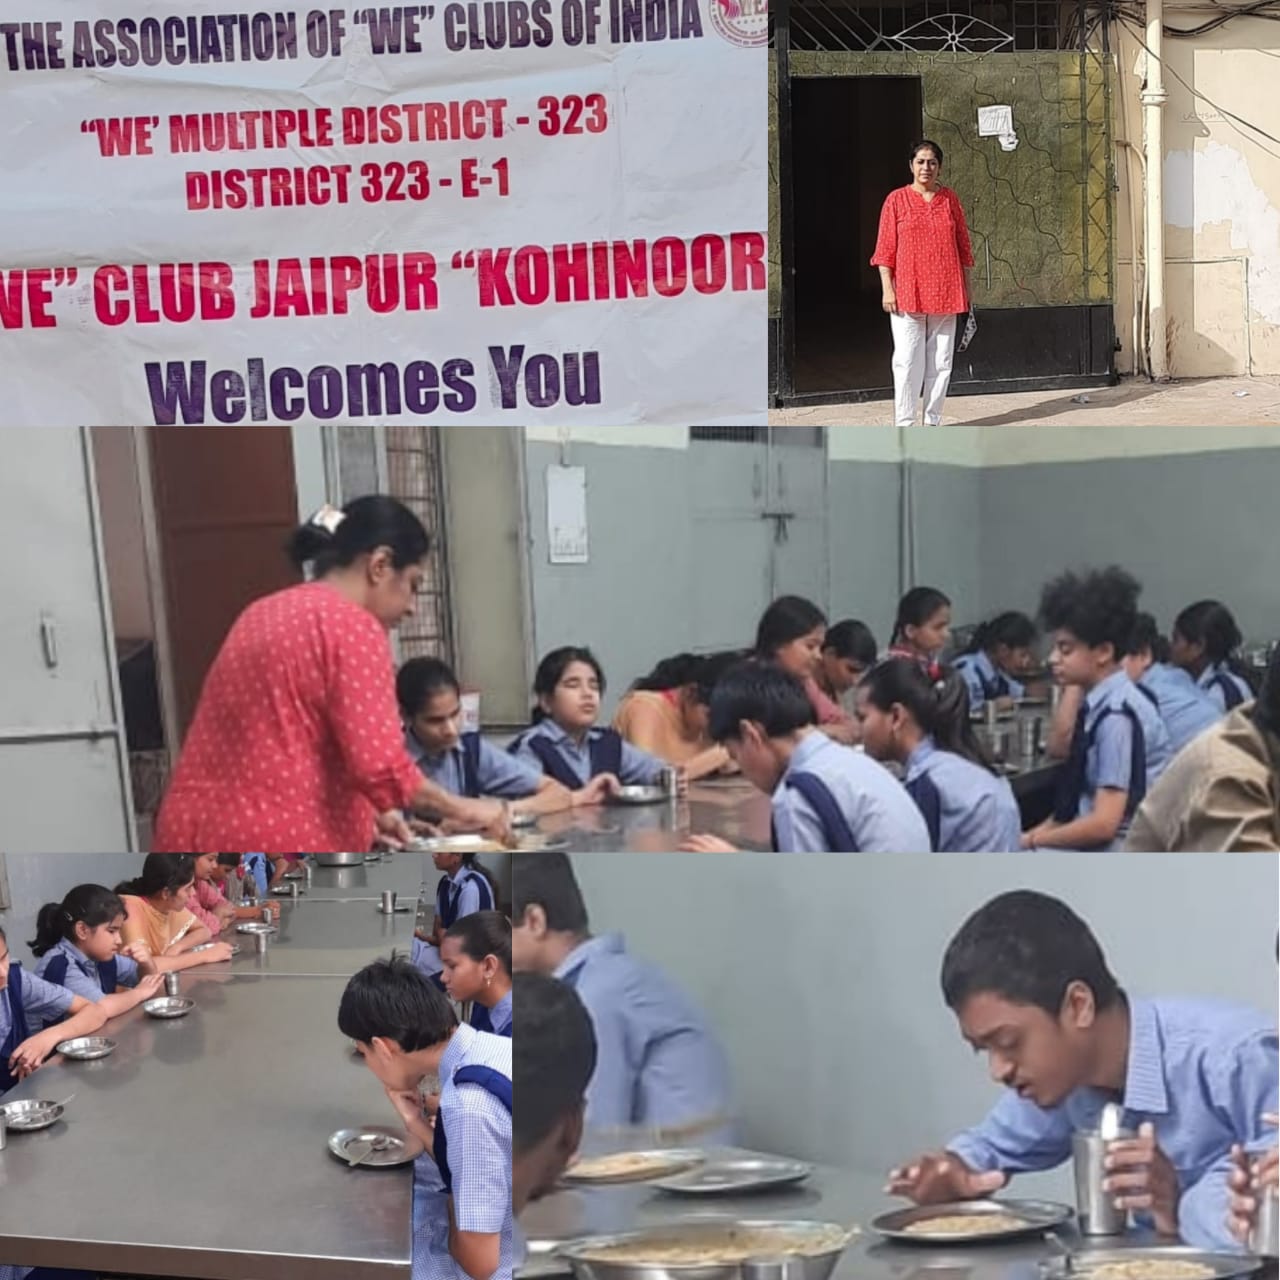 THE ASSOCIATION OF "WE" CLUBS OF INDIA
"WE' MULTIPLE DISTRICT - 323
DISTRICT 323 - E-1
WE" CLUB JAIPUR "KOHINOOR
Welcomes You